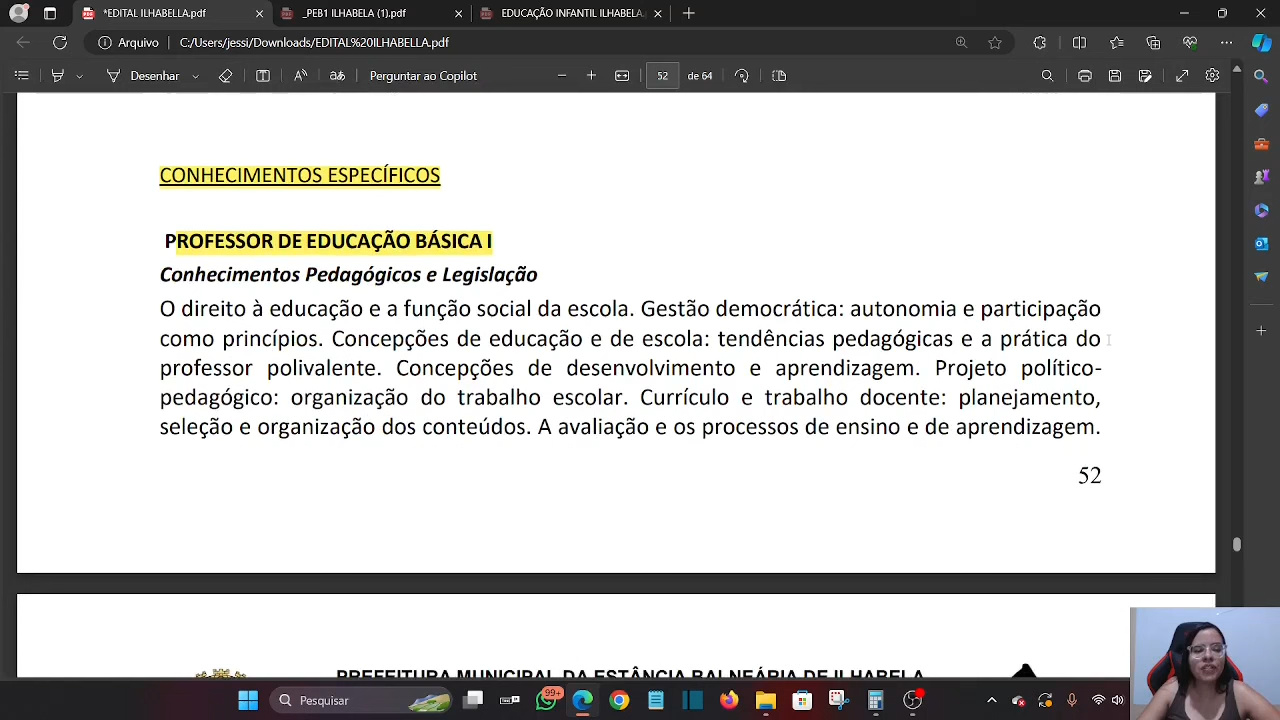 *EDITAL ILHABELLA.pdf
_PEB1 ILHABELA (1).pdf
EDUCAÇÃO INFANTIL ILHABELA.
Arquivo
C:/Users/jessi/Downloads/EDITAL%20ILHABELLA.pdf
Desenhar
Perguntar ao Copilot
52
de 64
CONHECIMENTOS ESPECÍFICOS
PROFESSOR DE EDUCAÇÃO BÁSICA I
Conhecimentos Pedagógicos e Legislação
O direito à educação e a função social da escola. Gestão democrática: autonomia e participação
como princípios. Concepções de educação e de escola: tendências pedagógicas e a prática do
professor polivalente. Concepções de desenvolvimento e aprendizagem. Projeto político-
pedagógico: organização do trabalho escolar. Currículo e trabalho docente: planejamento,
seleção e organização dos conteúdos. A avaliação e os processos de ensino e de aprendizagem.
52
PREFEITURA MUNICIPAL DA ESTÂNCIA BALNEÁRIA DE ILHABELA
Pesquisar
99+